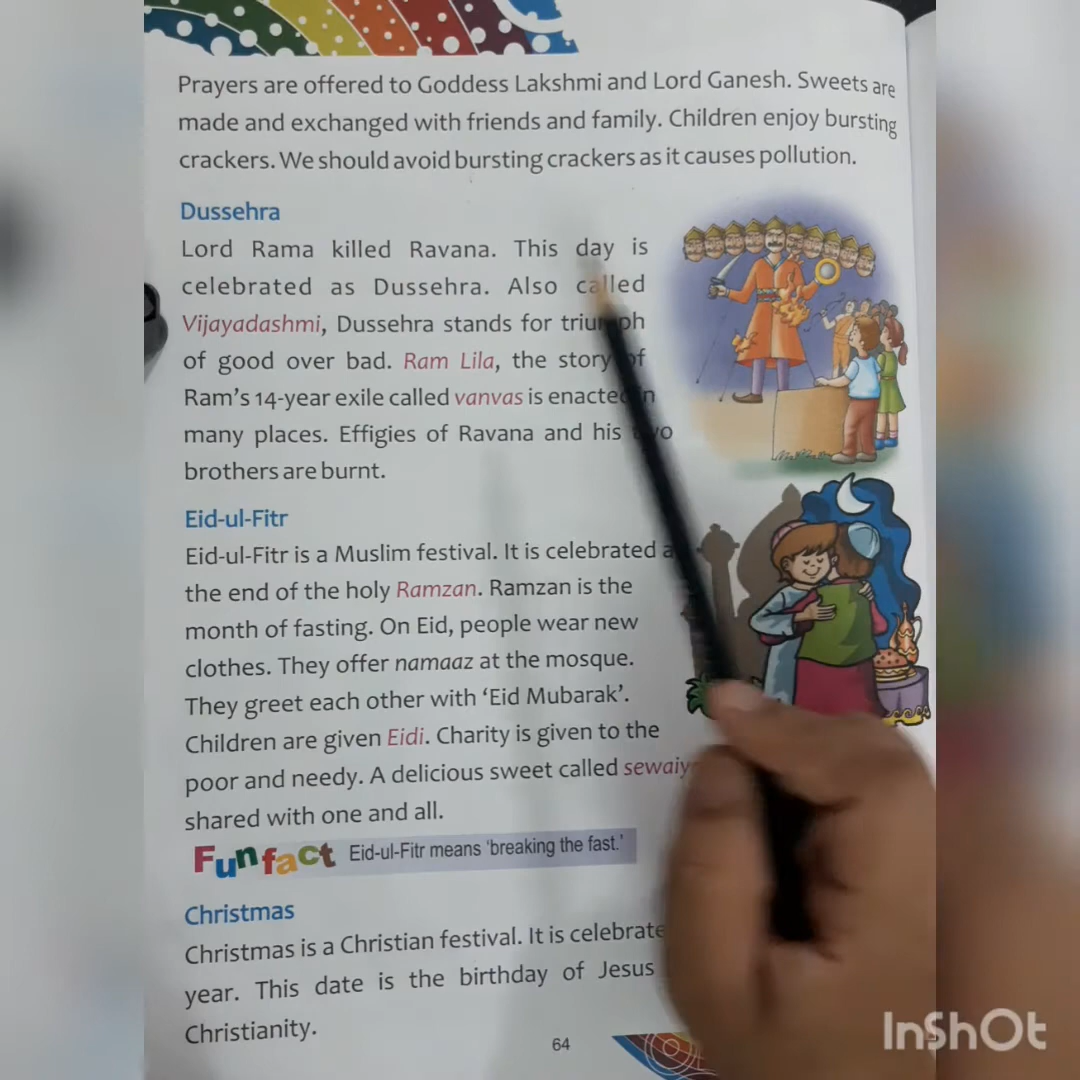 Prayers are offered to Goddess Lakshmi and Lord Ganesh. Sweets are
made and exchanged with friends and family. Children enjoy bursting
crackers. We should avoid bursting crackers as it causes pollution.
Dussehra
Lord Rama killed Ravana. This day is
celebrated as Dussehra. Also called
Vijayadashmi, Dussehra stands for triumph
of good over bad. Ram Lila, the story of
Ram's 14-year exile called vanvas is enacted in
many places. Effigies of Ravana and his two
brothers are burnt.
Eid-ul-Fitr
Eid-ul-Fitr is a Muslim festival. It is celebrated
the end of the holy Ramzan. Ramzan is the
month of fasting. On Eid, people wear new
clothes. They offer namaaz at the mosque.
They greet each other with 'Eid Mubarak'.
Children are given Eidi. Charity is given to the
poor and needy. A delicious sweet called
shared with one and all.
Fun fact Eid-ul-Fitr means 'breaking the fast.'
Christmas
Christmas is a Christian festival. It is
year. This date is the birthday of Jesus
Christianity.
64
InShOt